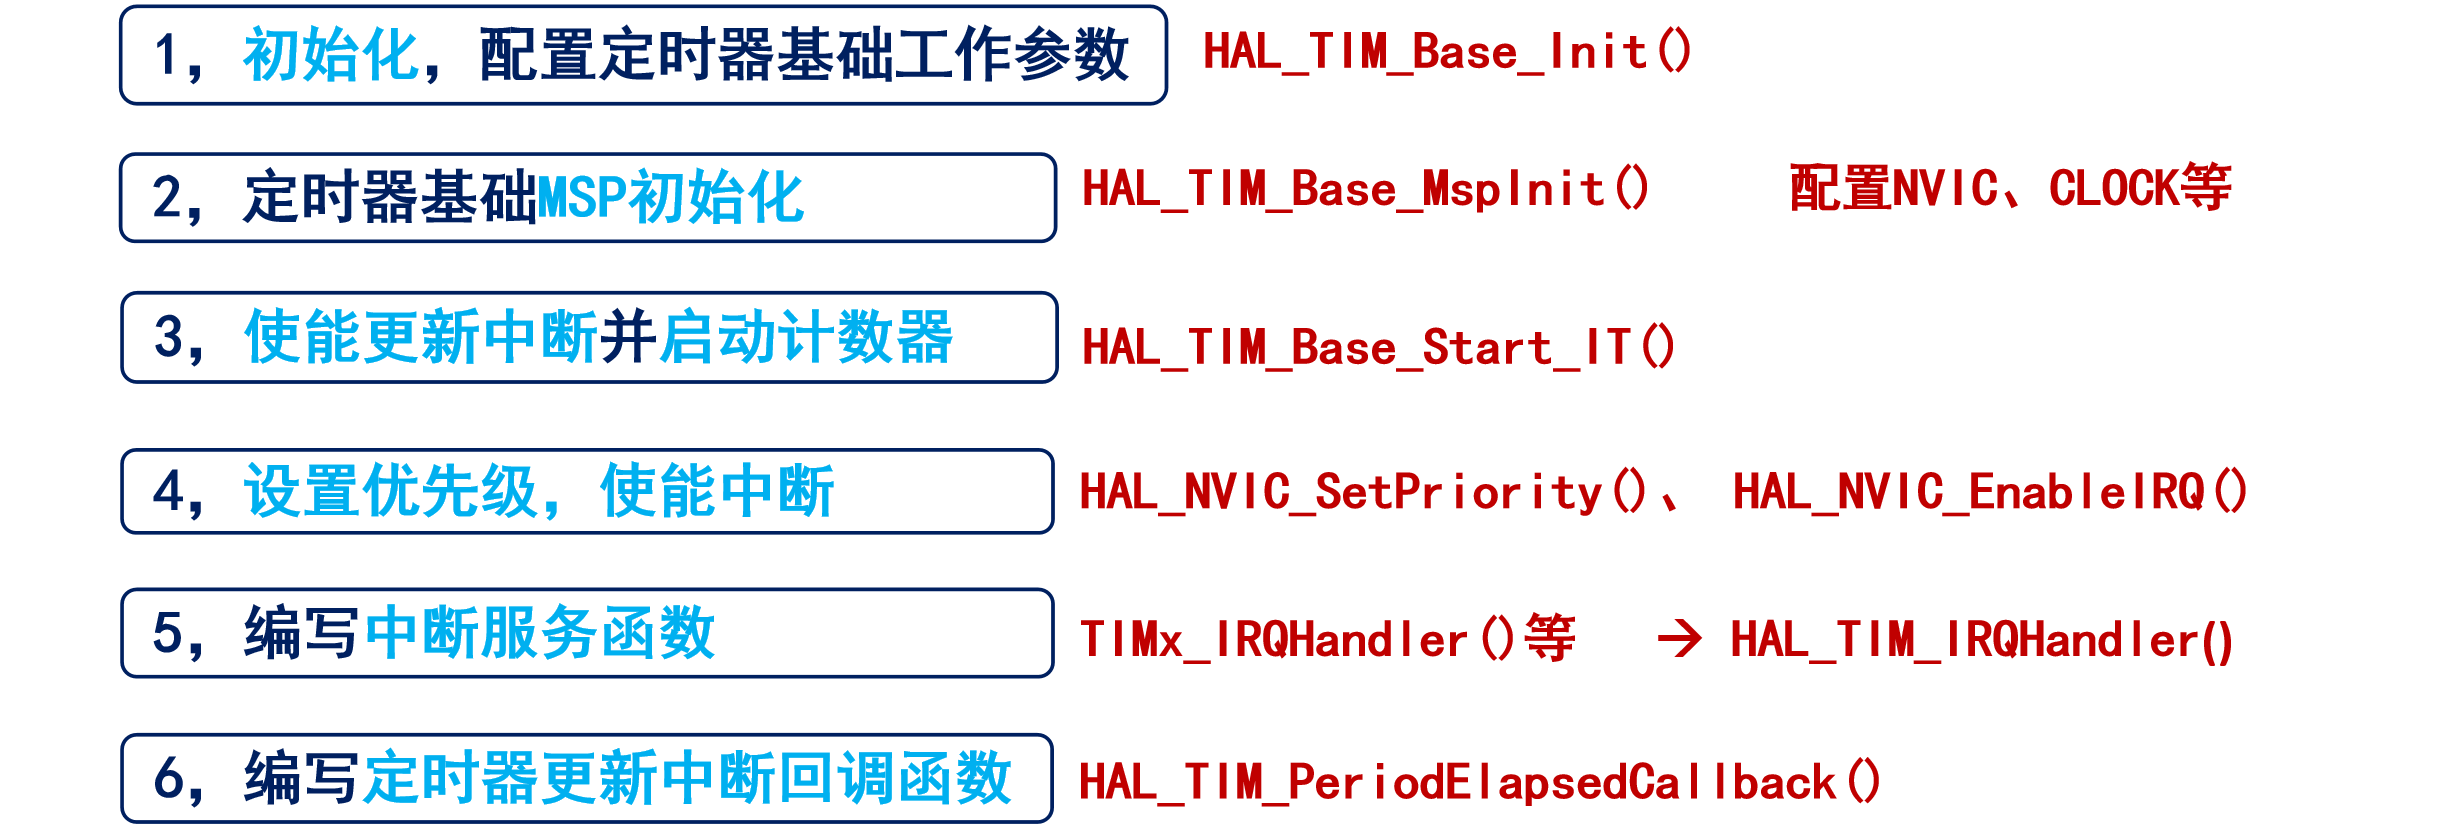 1，初始化，配置定时器基础工作参数 HAL_TIM_Base_Init()
2，定时器基础MSP初始化 HAL_TIM_Base_MspInit() 配置NVIC、CLOCK等
3，使能更新中断并启动计数器 HAL_TIM_Base_Start_IT()
4，设置优先级，使能中断 HAL_NVIC_SetPriority()、 HAL_NVIC_EnableIRQ()
5，编写中断服务函数 TIMx_IRQHandler()等 → HAL_TIM_IRQHandler()
6，编写定时器更新中断回调函数 HAL_TIM_PeriodElapsedCallback()